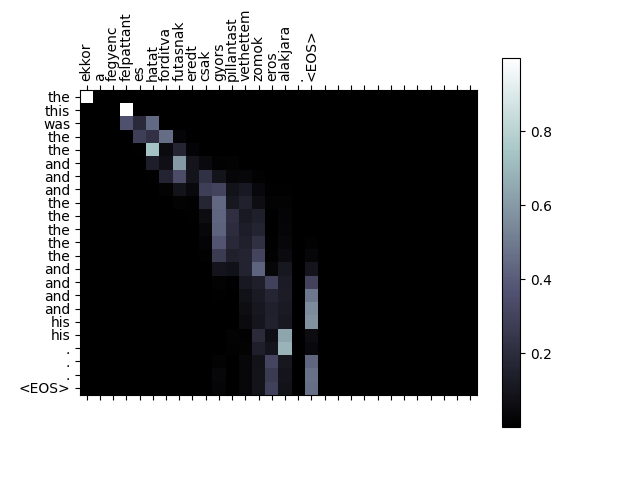 ekkor
a
fegyenc
felpattant
es
hatat
forditva
futasnak
eredt
csak
gyors
pillantast
vethettem
zomok
eros
alakjara
.
<EOS>
the
this
was
the
the
and
and
and
the
the
the
the
the
and
and
and
and
his
his
.
.
.
<EOS>
0.8
0.6
0.4
0.2